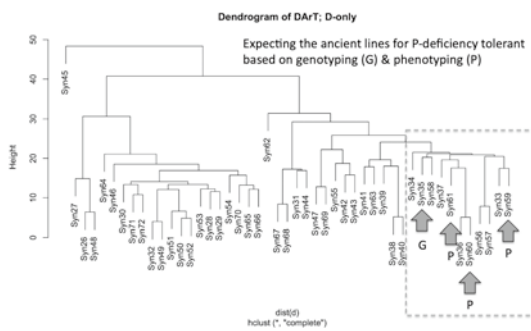 Dendrogram of DArT; D-only
Expecting the ancient lines for P-deficiency tolerant
based on genotyping (G) & phenotyping (P)
Height
50
40
30
20
10
0
Syn45
Syn27
Syn26
Syn48
Syn64
Syn46
Syn30
Syn71
Syn72
Syn32
Syn49
Syn51
Syn50
Syn52
Syn53
Syn28
Syn29
Syn54
Syn70
Syn65
Syn66
Syn62
Syn67
Syn68
Syn31
Syn44
Syn47
Syn69
Syn55
Syn42
Syn43
Syn41
Syn63
Syn39
Syn38
Syn40
Syn34
Syn35
Syn58
Syn37
Syn61
Syn36
Syn60
Syn56
Syn57
Syn33
Syn59
G
P
P
P
dist(d)
hclust (*, "complete")